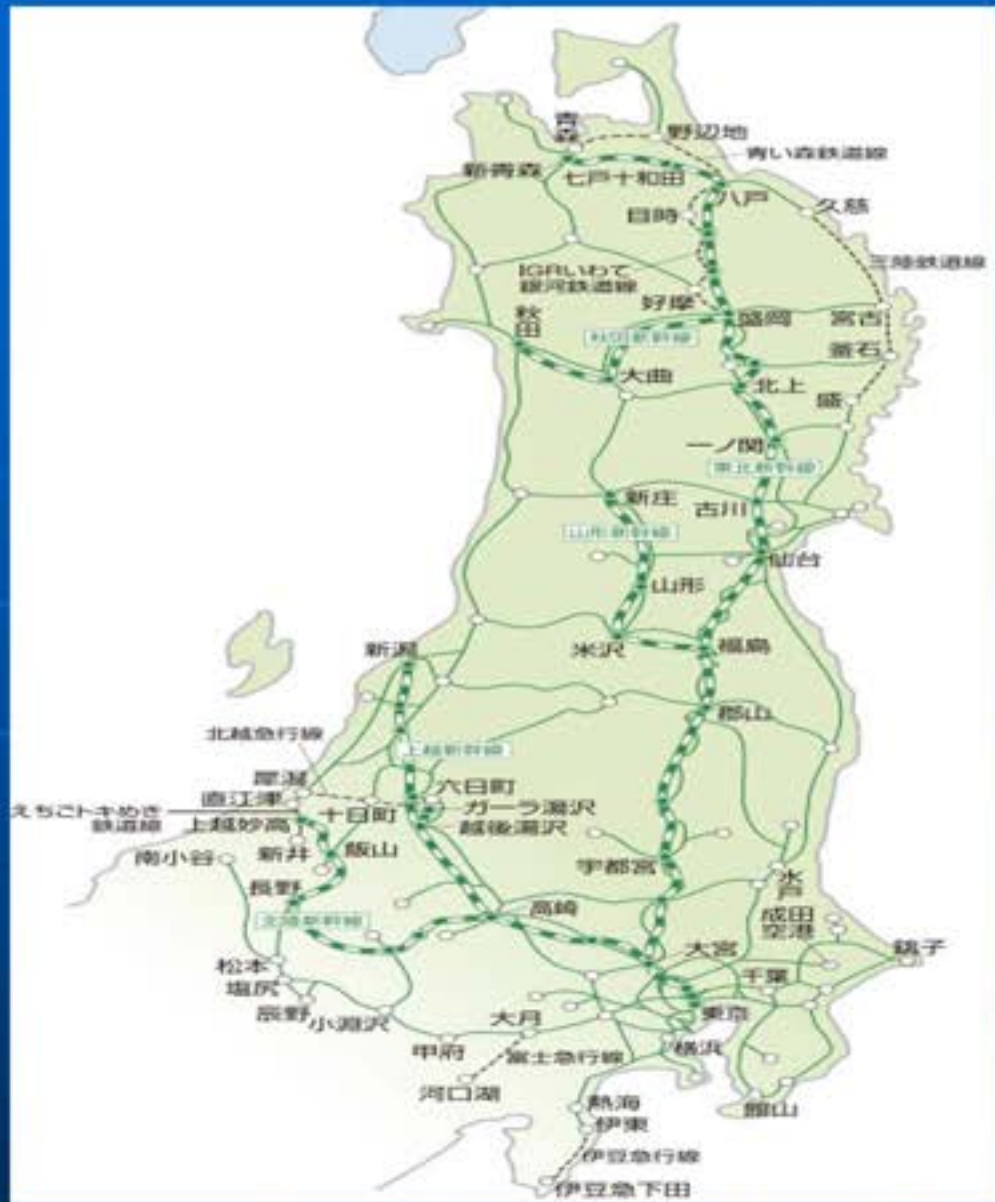 青森
野辺地
青い森鉄道線
新青森
七戸十和田
八戸
目時
久慈
三陸鉄道線
IGRいわて
銀河鉄道線
好摩
秋田
盛岡
宮古
秋田新幹線
釜石
大曲
北上
盛
一ノ関
東北新幹線
新庄
古川
山形新幹線
仙台
山形
米沢
福島
新潟
郡山
北越急行線
上越新幹線
犀潟
六日町
直江津
ガーラ湯沢
えちごトキめき
鉄道線
十日町
越後湯沢
上越妙高
新井
飯山
南小谷
宇都宮
水戸
長野
高崎
成田
空港
北陸新幹線
大宮
銚子
松本
千葉
塩尻
辰野
小淵沢
大月
東京
甲府
富士急行線
横浜
河口湖
熱海
館山
伊東
伊豆急行線
伊豆急下田